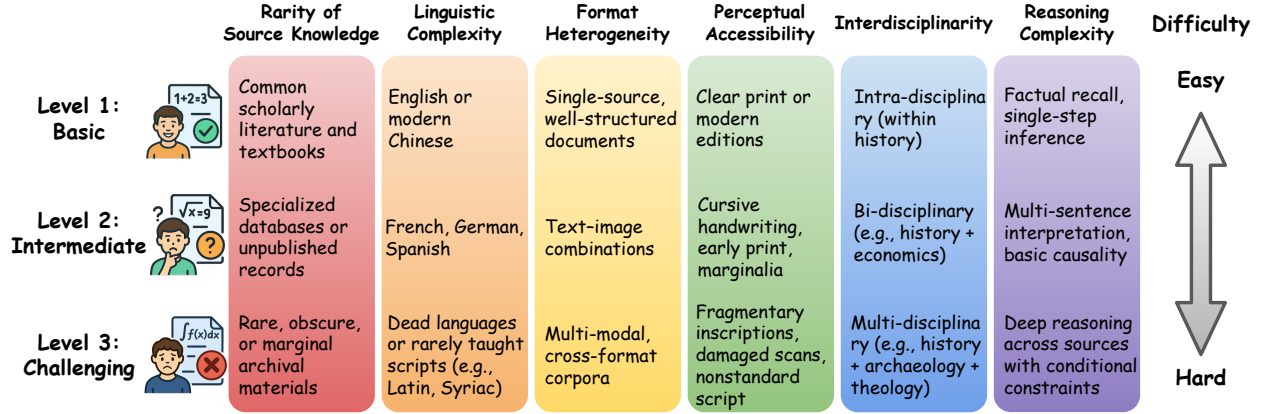 Rarity of
Source Knowledge
Linguistic
Complexity
Format
Heterogeneity
Perceptual
Accessibility
Interdisciplinarity
Reasoning
Complexity
Difficulty
Level 1:
Basic
1+2=3
Common
scholarly
literature and
textbooks
English or
modern
Chinese
Single-source,
well-structured
documents
Clear print or
modern
editions
Intra-disciplina
ry (within
history)
Factual recall,
single-step
inference
Easy
Level 2:
Intermediate
?
√x=9
?
Specialized
databases or
unpublished
records
French, German,
Spanish
Text-image
combinations
Cursive
handwriting,
early print,
marginalia
Bi-disciplinary
(e.g., history +
economics)
Multi-sentence
interpretation,
basic causality
Level 3:
Challenging
∫f(x)dx
Rare, obscure,
or marginal
archival
materials
Dead languages
or rarely taught
scripts (e.g.,
Latin, Syriac)
Multi-modal,
cross-format
corpora
Fragmentary
inscriptions,
damaged scans,
nonstandard
script
Multi-disciplina
ry (e.g., history
+ archaeology +
theology)
Deep reasoning
across sources
with conditional
constraints
Hard